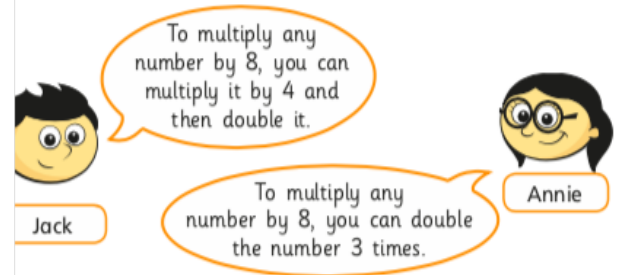 To multiply any
number by 8, you can
multiply it by 4 and
then double it.
Jack
Annie
To multiply any
number by 8, you can double
the number 3 times.